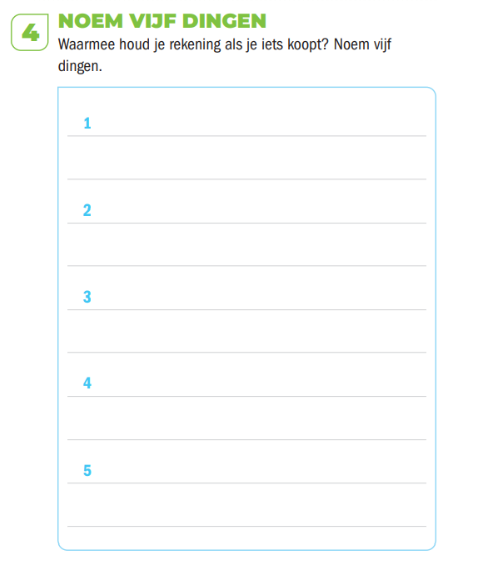 4
NOEM VIJF DINGEN
Waarmee houd je rekening als je iets koopt? Noem vijf
dingen.
1
2
3
4
5